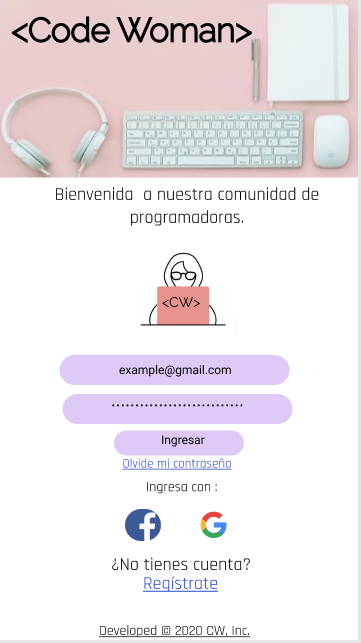 <Code Woman>
Bienvenida a nuestra comunidad de
programadoras.
<CW>
example@gmail.com
Ingresar
Olvide mi contraseña
Ingresa con :
¿No tienes cuenta?
Regístrate
Developed @ 2020 CW, Inc.